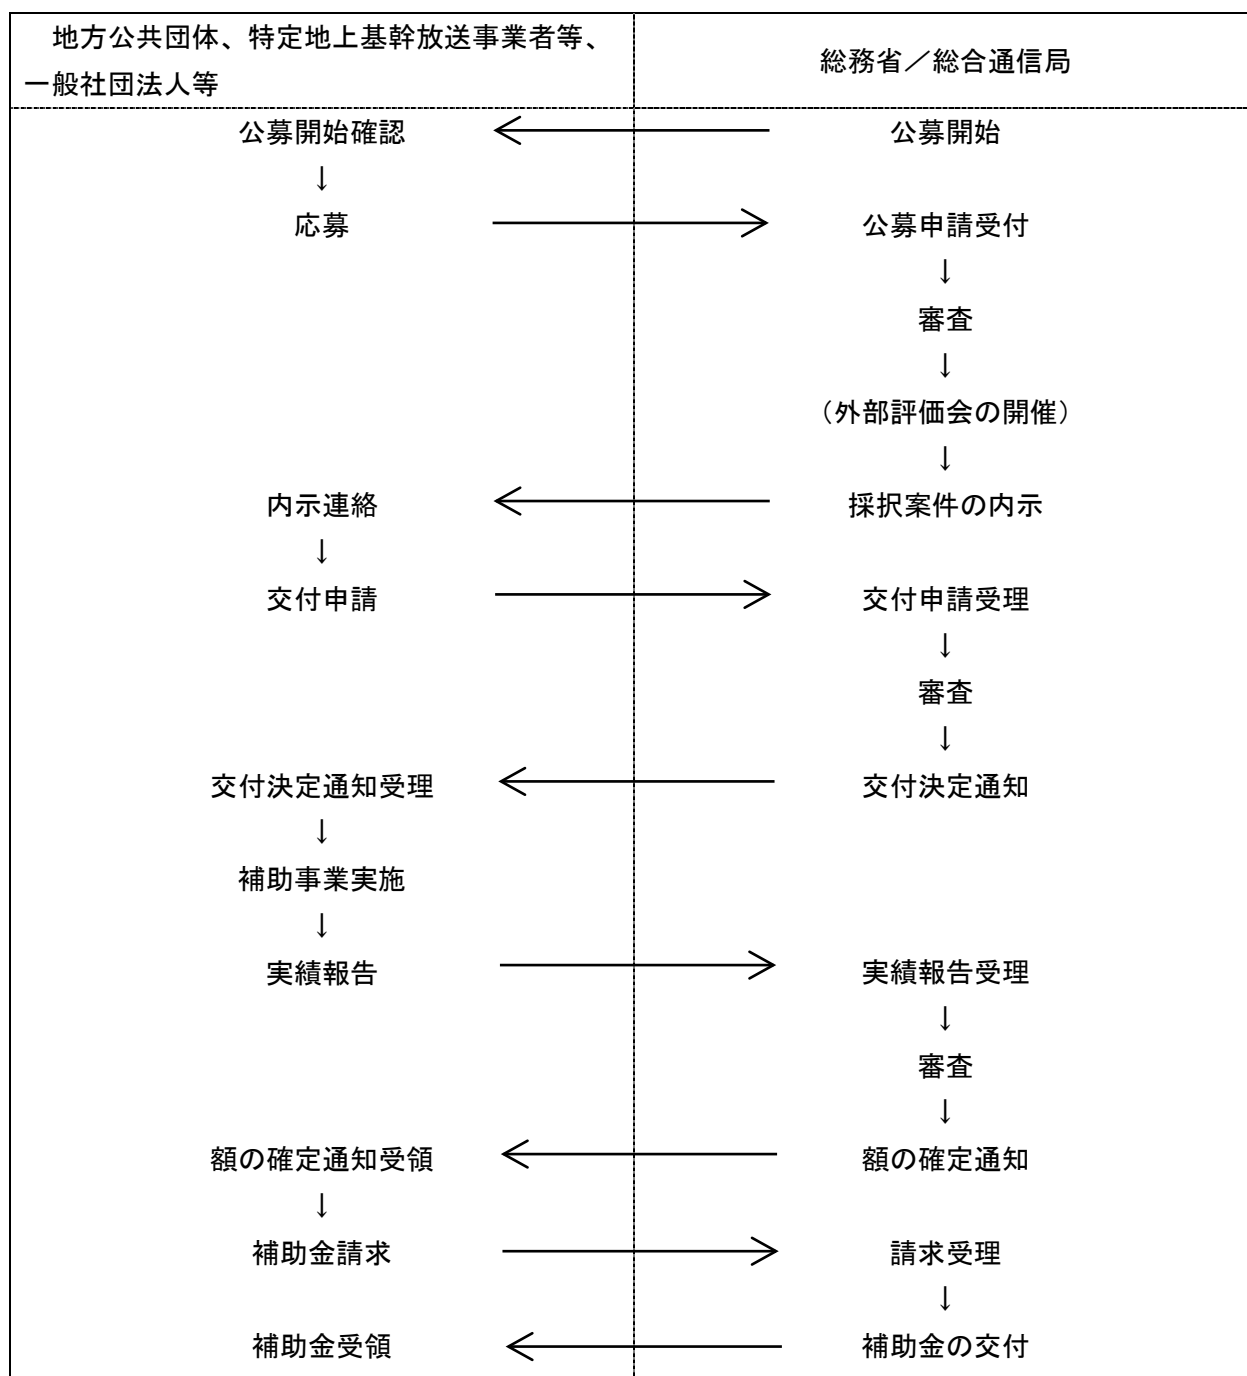 地方公共団体、特定地上基幹放送事業者等、
一般社団法人等
総務省／総合通信局
公募開始確認
公募開始
↓
応募
公募申請受付
↓
審査
↓
（外部評価会の開催）
↓
内示連絡
採択案件の内示
↓
交付申請
交付申請受理
↓
審査
↓
交付決定通知受理
交付決定通知
↓
補助事業実施
↓
実績報告
実績報告受理
↓
審査
↓
額の確定通知受領
額の確定通知
↓
補助金請求
請求受理
↓
補助金受領
補助金の交付